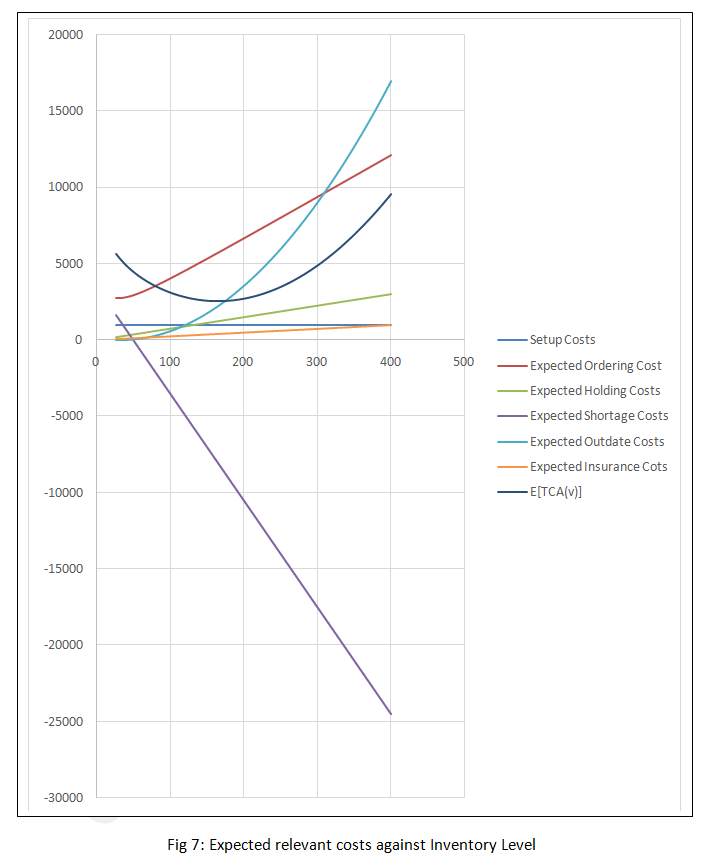 20000
15000
10000
5000
0
0 100 200 300 400 500
-5000
-10000
-15000
-20000
-25000
-30000
Setup Costs
Expected Ordering Cost
Expected Holding Costs
Expected Shortage Costs
Expected Outdate Costs
Expected Insurance Cots
E[TCA(v)]
Fig 7: Expected relevant costs against Inventory Level